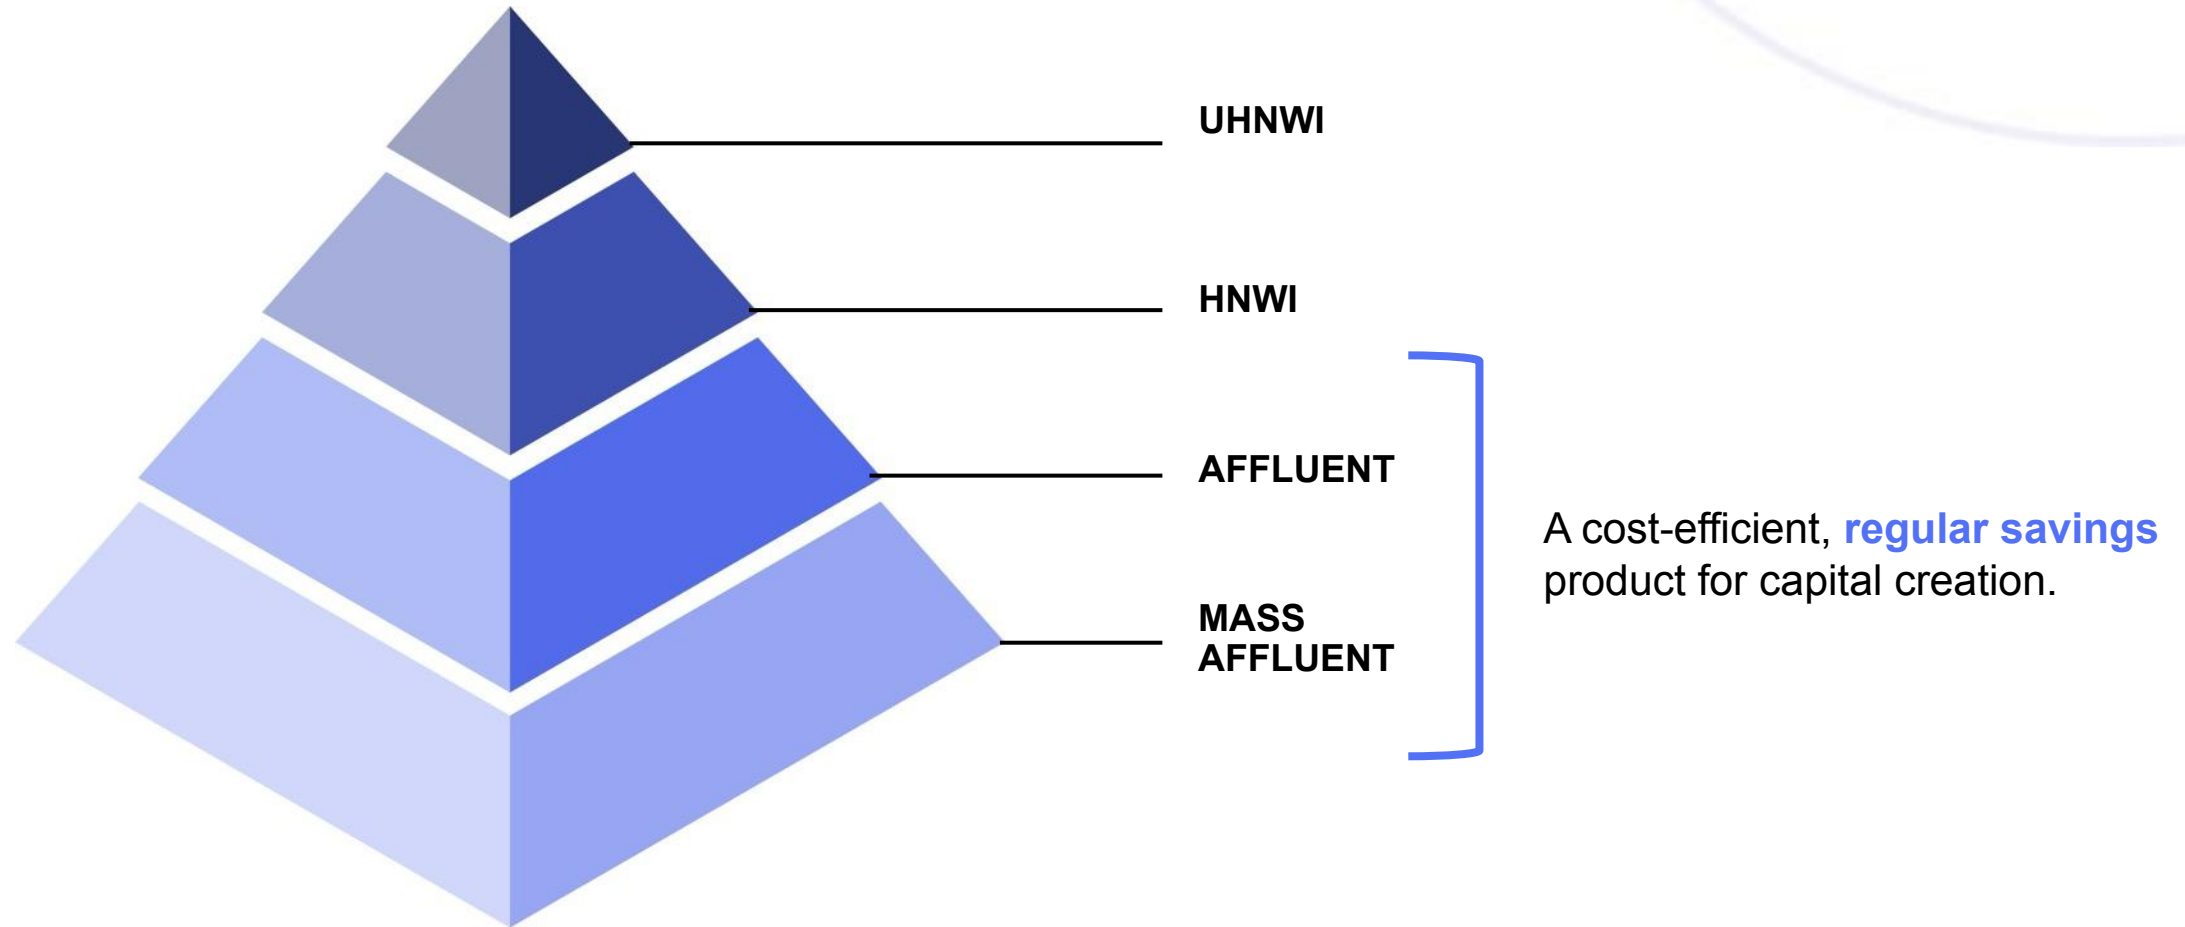 UHNWI
HNWI
AFFLUENT
MASS
AFFLUENT
A cost-efficient, regular savings
product for capital creation.